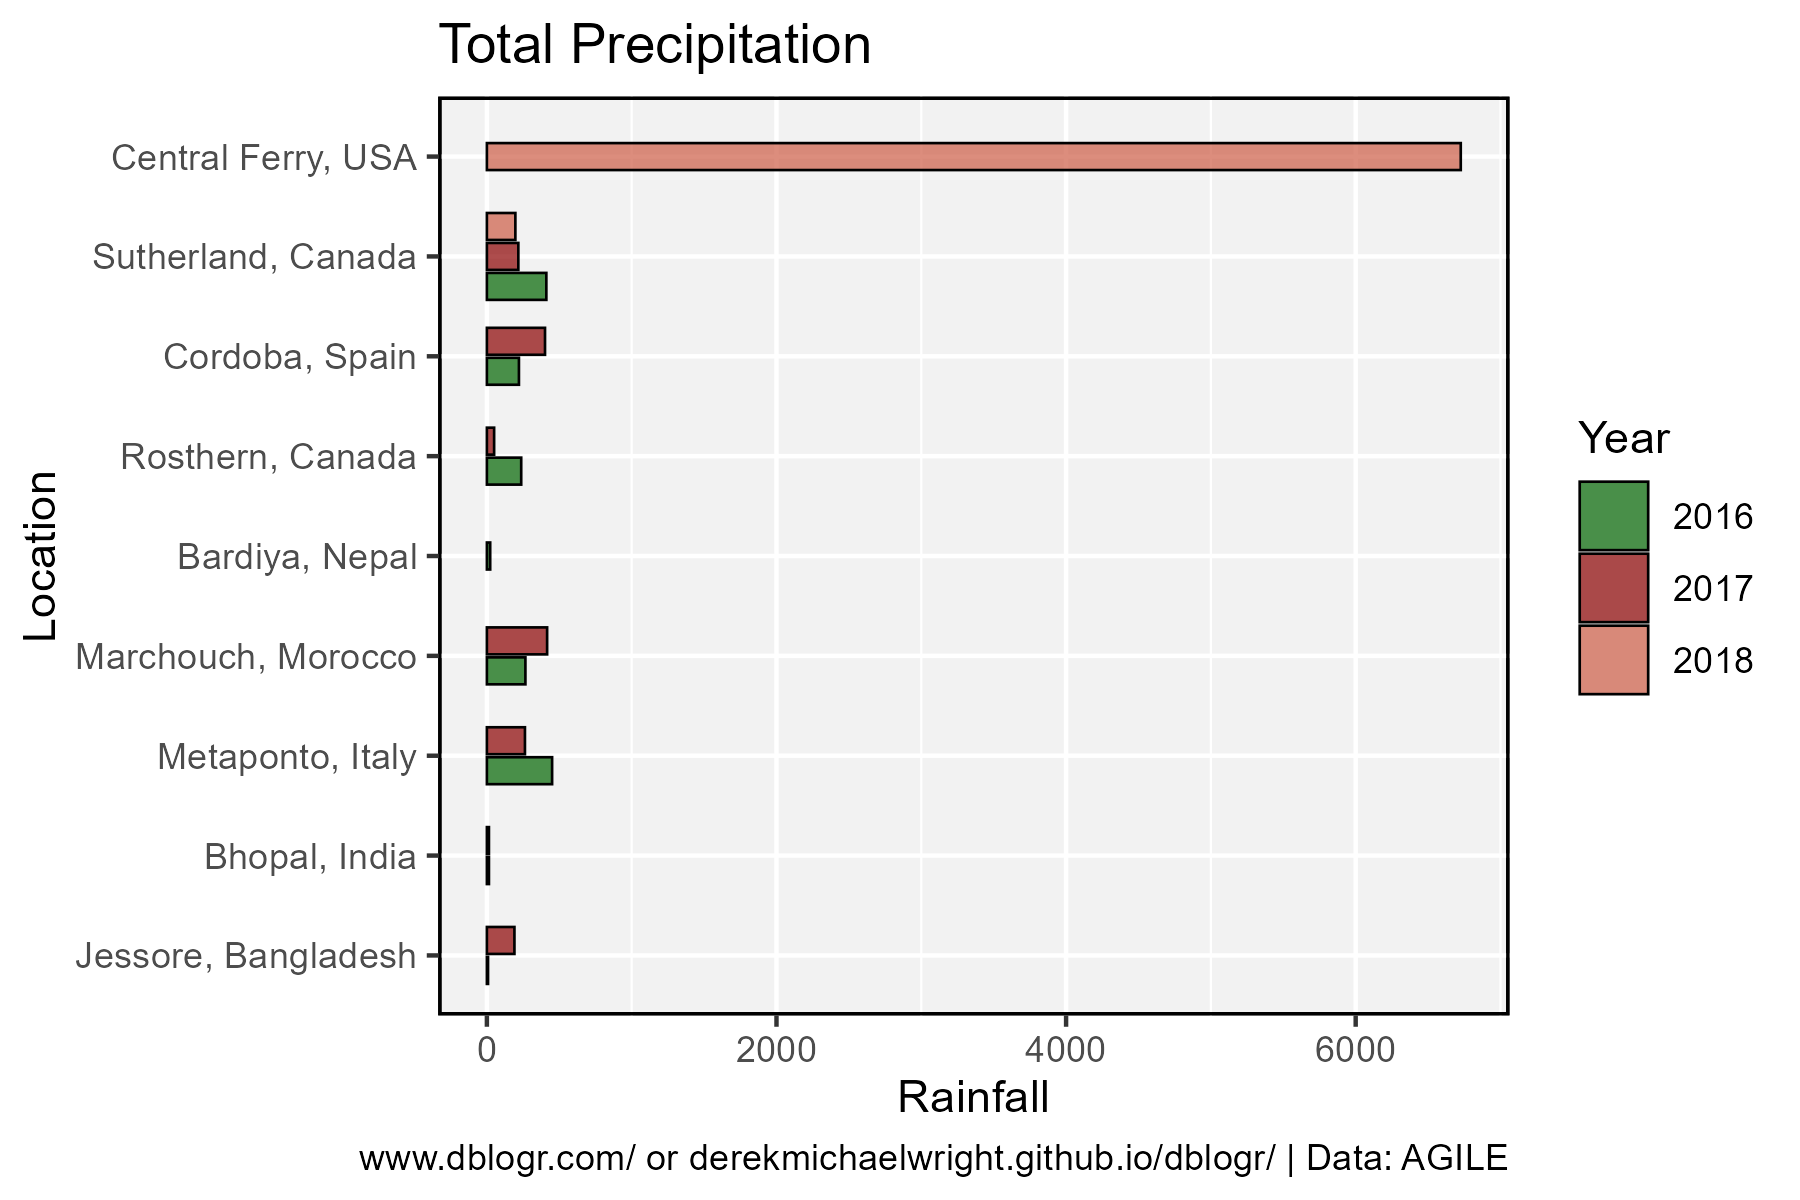 Total Precipitation
Central Ferry, USA
Sutherland, Canada
Cordoba, Spain
Rosthern, Canada
Bardiya, Nepal
Marchouch, Morocco
Metaponto, Italy
Bhopal, India
Jessore, Bangladesh
Location
0 2000 4000 6000
Rainfall
Year
2016
2017
2018
www.dblogr.com/ or derekmichaelwright.github.io/dblogr/ | Data: AGILE